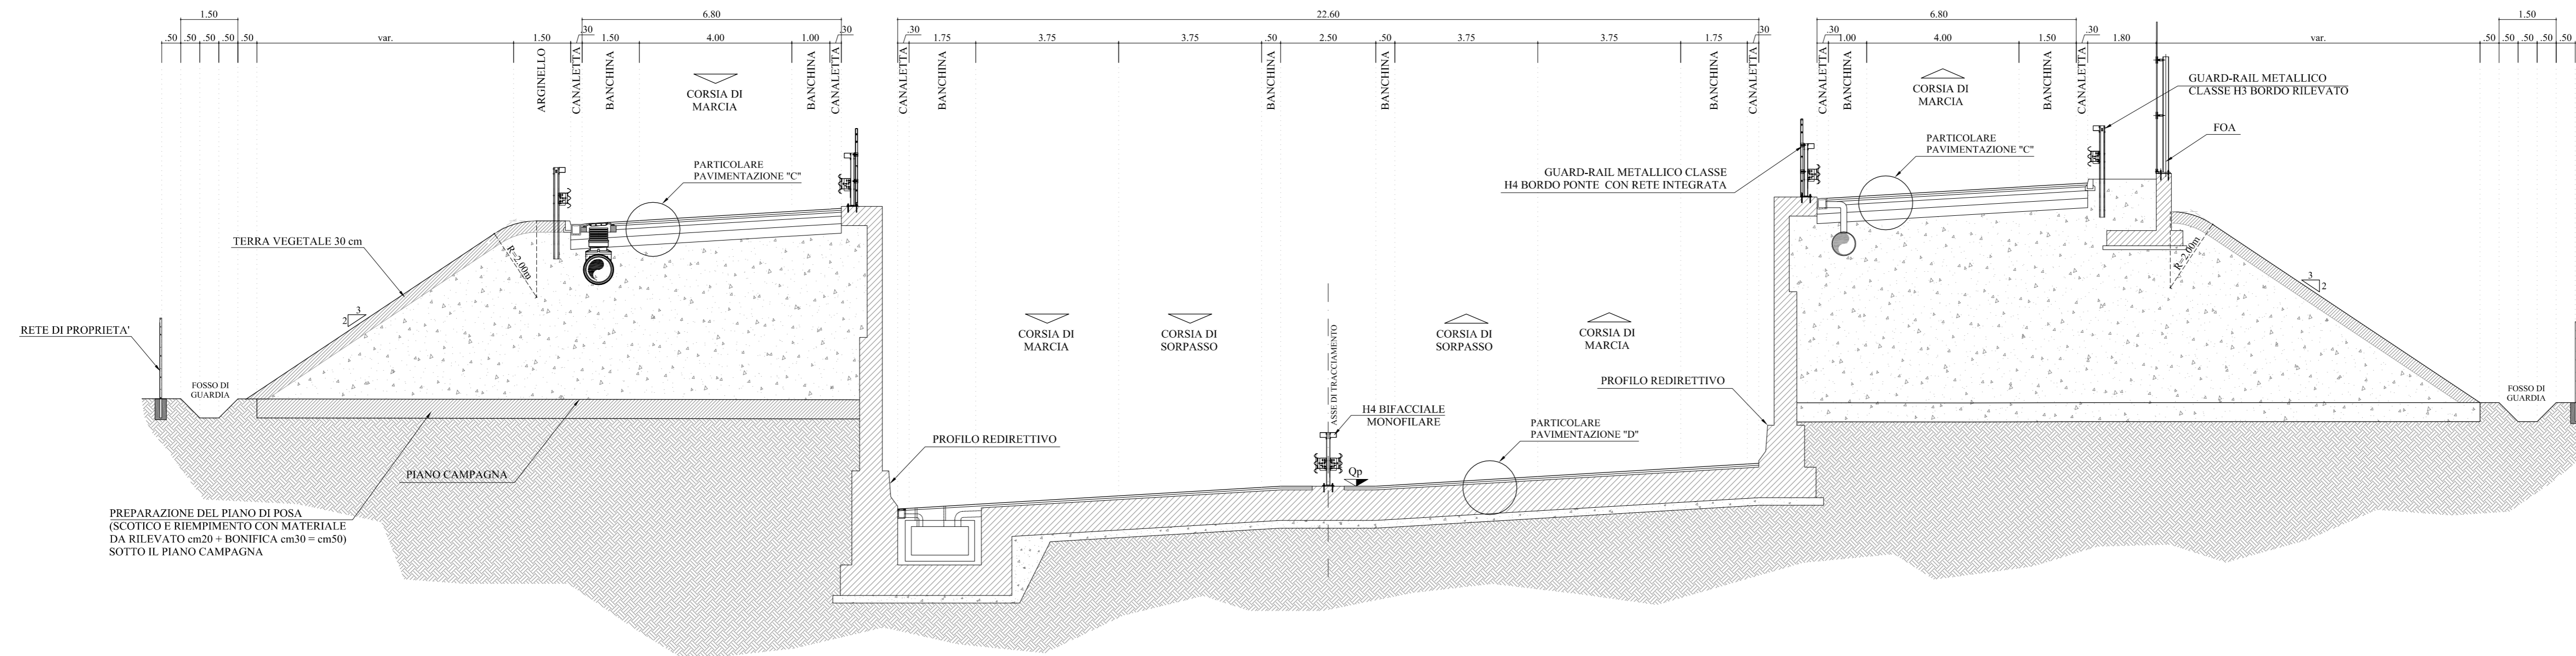 1.50
6.80
22.60
6.80
1.50
.50
.50
.50
.50
.50
var.
1.50
.30
1.50
4.00
1.00
.30
.30
1.75
3.75
3.75
.50
2.50
.50
3.75
3.75
1.75
.30
.30
1.00
4.00
1.50
.30
1.80
var.
.50
.50
.50
.50
.50
ARGINELLO
CANALETTA
BANCHINA
BANCHINA
CANALETTA
CANALETTA
BANCHINA
BANCHINA
BANCHINA
BANCHINA
CANALETTA
CANALETTA
BANCHINA
BANCHINA
CANALETTA
CORSIA DI
MARCIA
CORSIA DI
MARCIA
GUARD-RAIL METALLICO
CLASSE H3 BORDO RILEVATO
FOA
PARTICOLARE
PAVIMENTAZIONE "C"
PARTICOLARE
PAVIMENTAZIONE "C"
GUARD-RAIL METALLICO CLASSE
H4 BORDO PONTE CON RETE INTEGRATA
TERRA VEGETALE 30 cm
R=2.00m
R=2.00m
3
2
3
2
RETE DI PROPRIETA'
FOSSO DI
GUARDIA
FOSSO DI
GUARDIA
CORSIA DI
MARCIA
CORSIA DI
SORPASSO
ASSE DI TRACCIAMENTO
CORSIA DI
SORPASSO
CORSIA DI
MARCIA
PROFILO REDIRETTIVO
H4 BIFACCIALE
MONOFILARE
PARTICOLARE
PAVIMENTAZIONE "D"
PROFILO REDIRETTIVO
Qp
PIANO CAMPAGNA
PREPARAZIONE DEL PIANO DI POSA
(SCOTICO E RIEMPIMENTO CON MATERIALE
DA RILEVATO cm20 + BONIFICA cm30 = cm50)
SOTTO IL PIANO CAMPAGNA